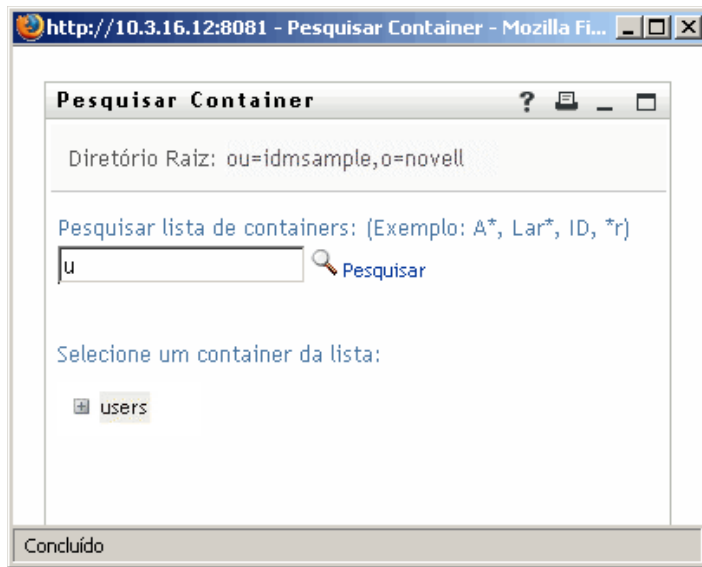 http://10.3.16.12:8081 - Pesquisar Container - Mozilla Fi...
Pesquisar Container
Diretório Raiz: ou=idmsample,o=novell
Pesquisar lista de containers: (Exemplo: A*, Lar*, ID, *r)
u
Pesquisar
Selecione um container da lista:
users
Concluído